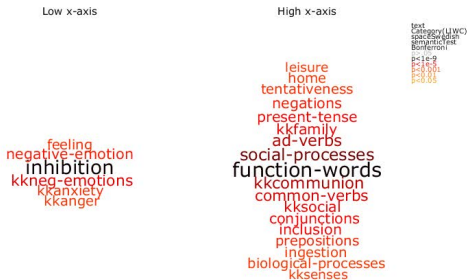 Low x-axis
High x-axis
text
Category(LIWC)
spaceSwedish
semanticTest
Bonferroni
p>.05
p<1e-9
p<1e-5
p<0.001
p<0.01
p<0.05
feeling
negative-emotion
inhibition
kkneg-emotions
kkanxiety
kkanger
leisure
home
tentativeness
negations
present-tense
kkfamily
ad-verbs
social-processes
function-words
kkcommunion
common-verbs
kksocial
conjunctions
inclusion
prepositions
ingestion
biological-processes
kksenses